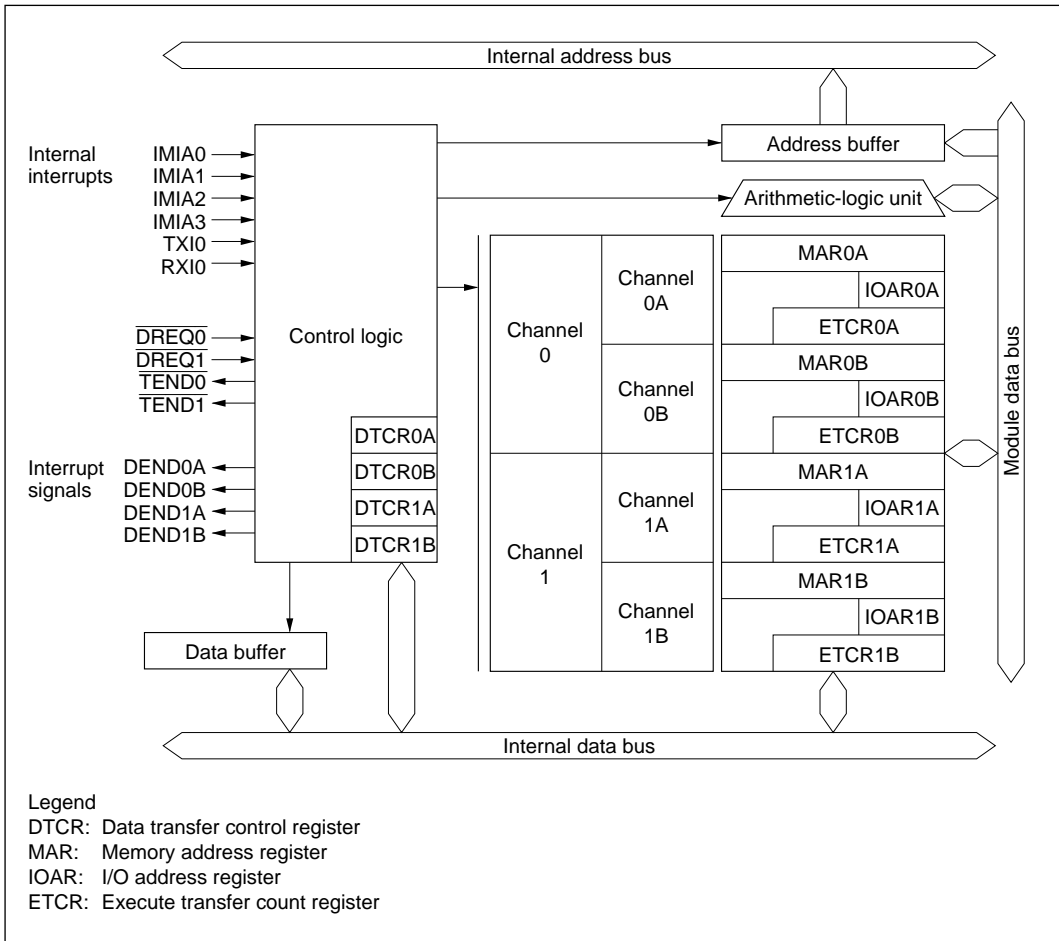 Internal address bus
Internal
interrupts
IMIA0
IMIA1
IMIA2
IMIA3
TXI0
RXI0
DREQ0
DREQ1
TEND0
TEND1
Interrupt
signals
DEND0A
DEND0B
DEND1A
DEND1B
Control logic
DTCR0A
DTCR0B
DTCR1A
DTCR1B
Data buffer
Address buffer
Arithmetic-logic unit
Channel
0
Channel
1
Channel
0A
Channel
0B
Channel
1A
Channel
1B
MAR0A
IOAR0A
ETCR0A
MAR0B
IOAR0B
ETCR0B
MAR1A
IOAR1A
ETCR1A
MAR1B
IOAR1B
ETCR1B
Module data bus
Internal data bus
Legend
DTCR: Data transfer control register
MAR: Memory address register
IOAR: I/O address register
ETCR: Execute transfer count register